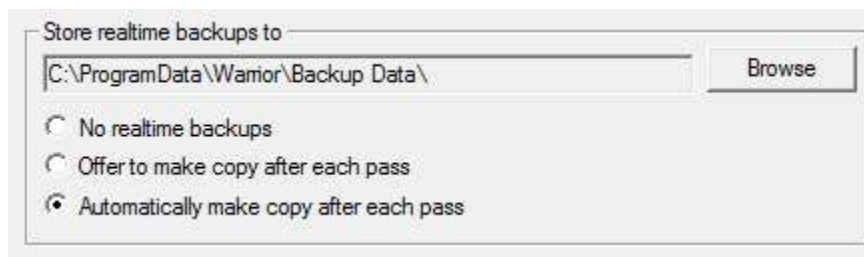 Store realtime backups to
C:\ProgramData\Warrior\Backup Data\
Browse
No realtime backups
Offer to make copy after each pass
Automatically make copy after each pass